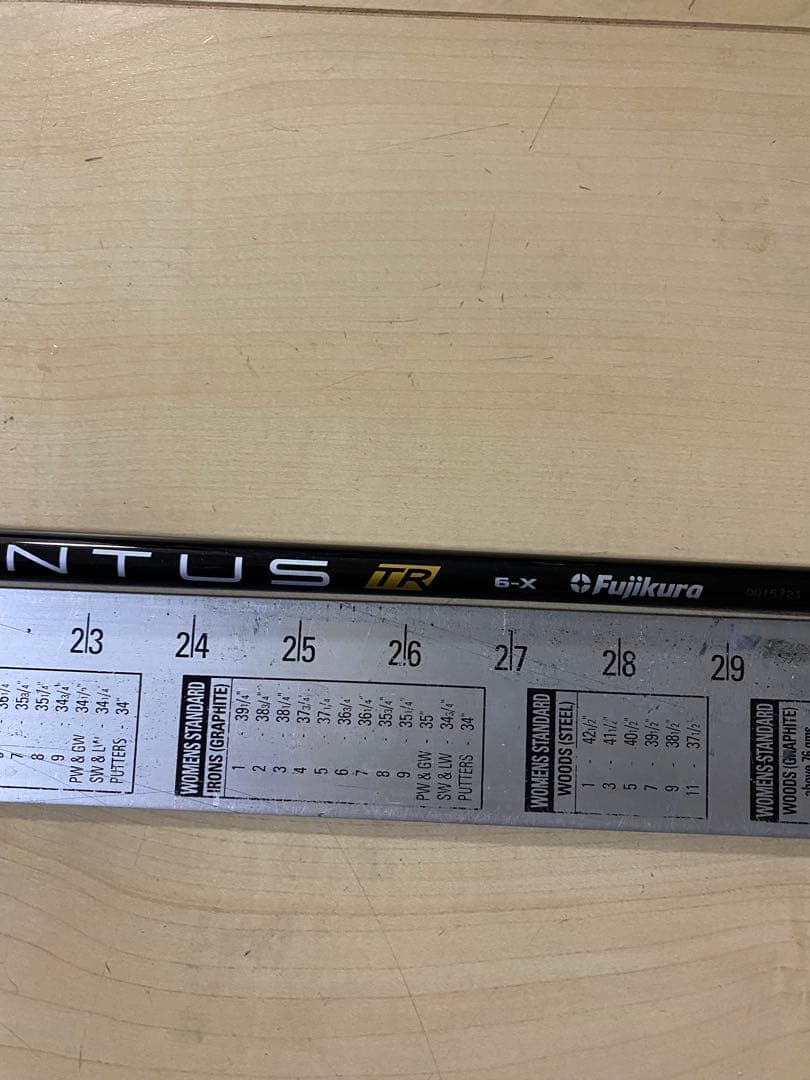 NTUS TR 6-X Fujikura 0015723
23 24 25 26 27 28 29
7 - 35 3/4"
8 - 35 1/4"
9 - 34 3/4"
PW & GW - 34 1/2"
SW & LW - 34 1/4"
PUTTERS - 34"
WOMENS STANDARD
IRONS (GRAPHITE)
1 - 39 1/4"
2 - 38 3/4"
3 - 38 1/4"
4 - 37 3/4"
5 - 37 1/4"
6 - 36 3/4"
7 - 36 1/4"
8 - 35 3/4"
9 - 35 1/4"
PW & GW - 35"
SW & LW - 34 3/4"
PUTTERS - 34"
WOMENS STANDARD
WOODS (STEEL)
1 - 42 1/2"
3 - 41 1/2"
5 - 40 1/2"
7 - 39 1/2"
9 - 38 1/2"
11 - 37 1/2"
WOMENS STANDARD
WOODS (GRAPHITE)